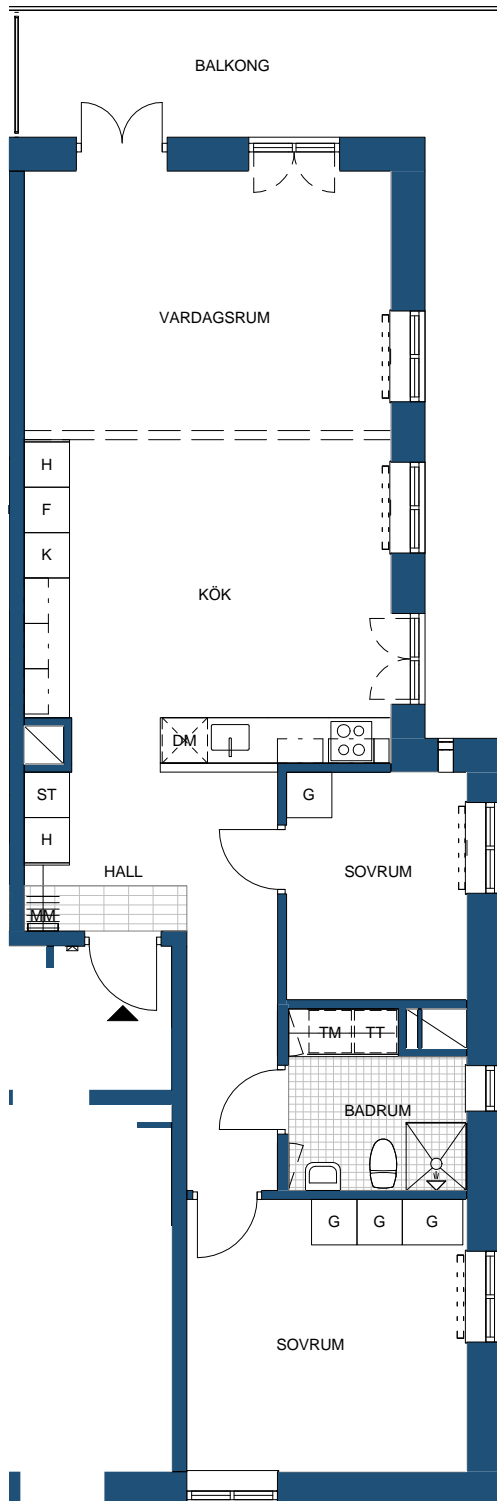 BALKONG
VARDAGSRUM
H
F
K
KÖK
DM
ST
G
H
HALL
SOVRUM
MM
TM TT
BADRUM
G G G
SOVRUM